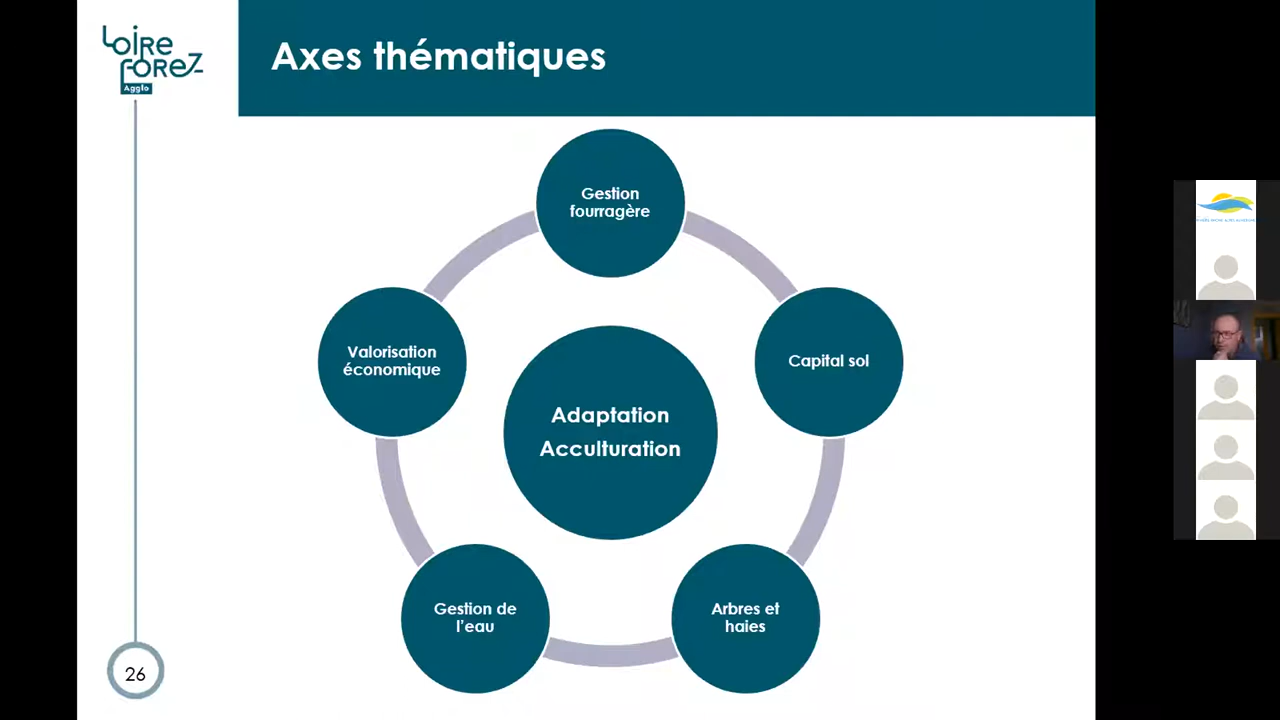 LOIRE
FOREZ
Agglo
Axes thématiques
Gestion
fourragère
Valorisation
économique
Capital sol
Adaptation
Acculturation
Gestion de
l'eau
Arbres et
haies
26